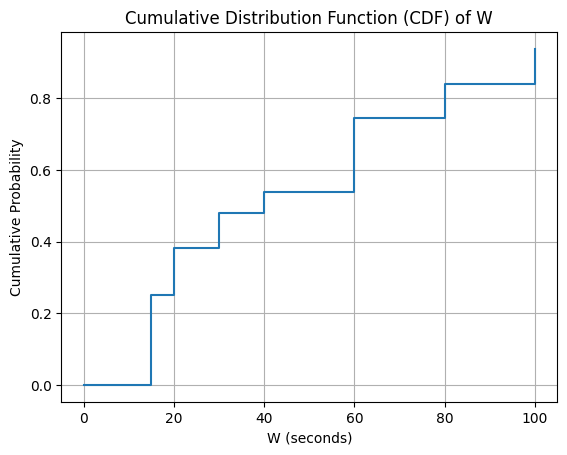 Cumulative Distribution Function (CDF) of W
Cumulative Probability
0.8
0.6
0.4
0.2
0.0
0 20 40 60 80 100
W (seconds)